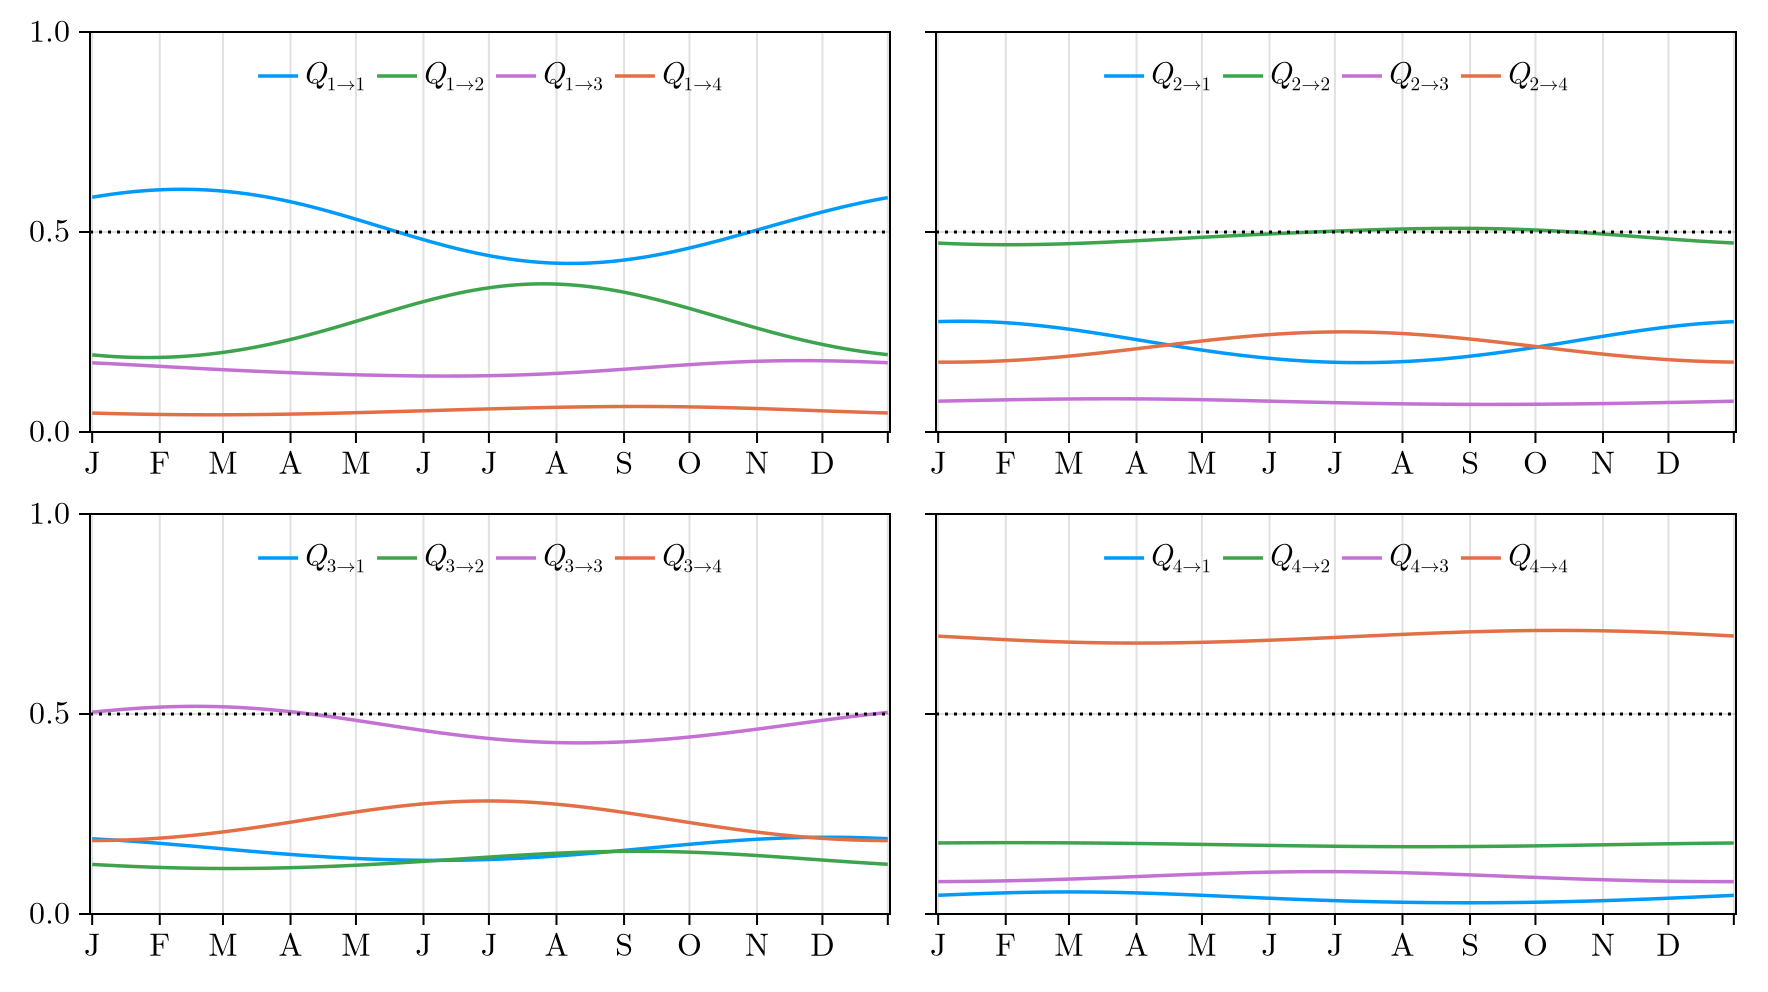 1.0
Q1→1 Q1→2 Q1→3 Q1→4
0.5
0.0
J F M A M J J A S O N D
Q2→1 Q2→2 Q2→3 Q2→4
J F M A M J J A S O N D
1.0
Q3→1 Q3→2 Q3→3 Q3→4
0.5
0.0
J F M A M J J A S O N D
Q4→1 Q4→2 Q4→3 Q4→4
J F M A M J J A S O N D